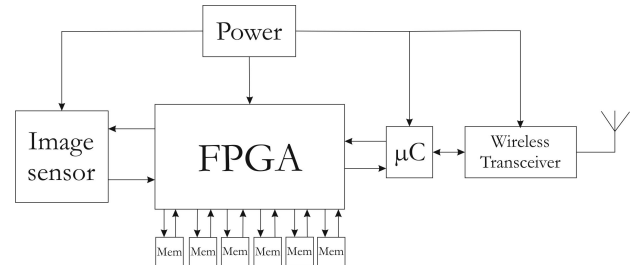 Power
Image
sensor
FPGA
μC
Wireless
Transceiver
Mem Mem Mem Mem Mem Mem